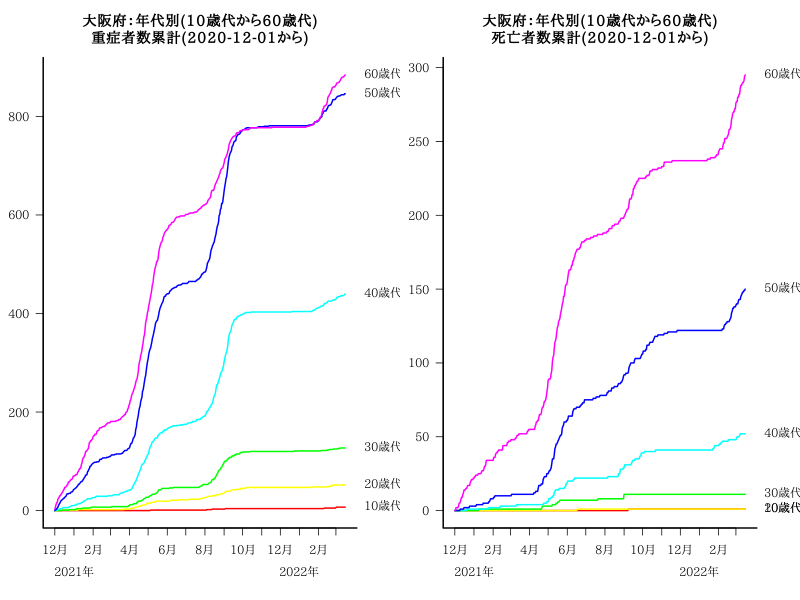 大阪府：年代別(10歳代から60歳代)
重症者数累計(2020-12-01から)
800
600
400
200
0
60歳代
50歳代
40歳代
30歳代
20歳代
10歳代
12月 2月 4月 6月 8月 10月 12月 2月
2021年 2022年
大阪府：年代別(10歳代から60歳代)
死亡者数累計(2020-12-01から)
300
250
200
150
100
50
0
60歳代
50歳代
40歳代
30歳代
12月 2月 4月 6月 8月 10月 12月 2月
2021年 2022年